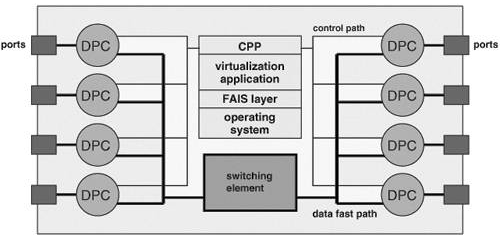 control path
ports
DPC
CPP
DPC
ports
virtualization
application
DPC
DPC
FAIS layer
operating
system
DPC
DPC
switching
element
DPC
DPC
data fast path